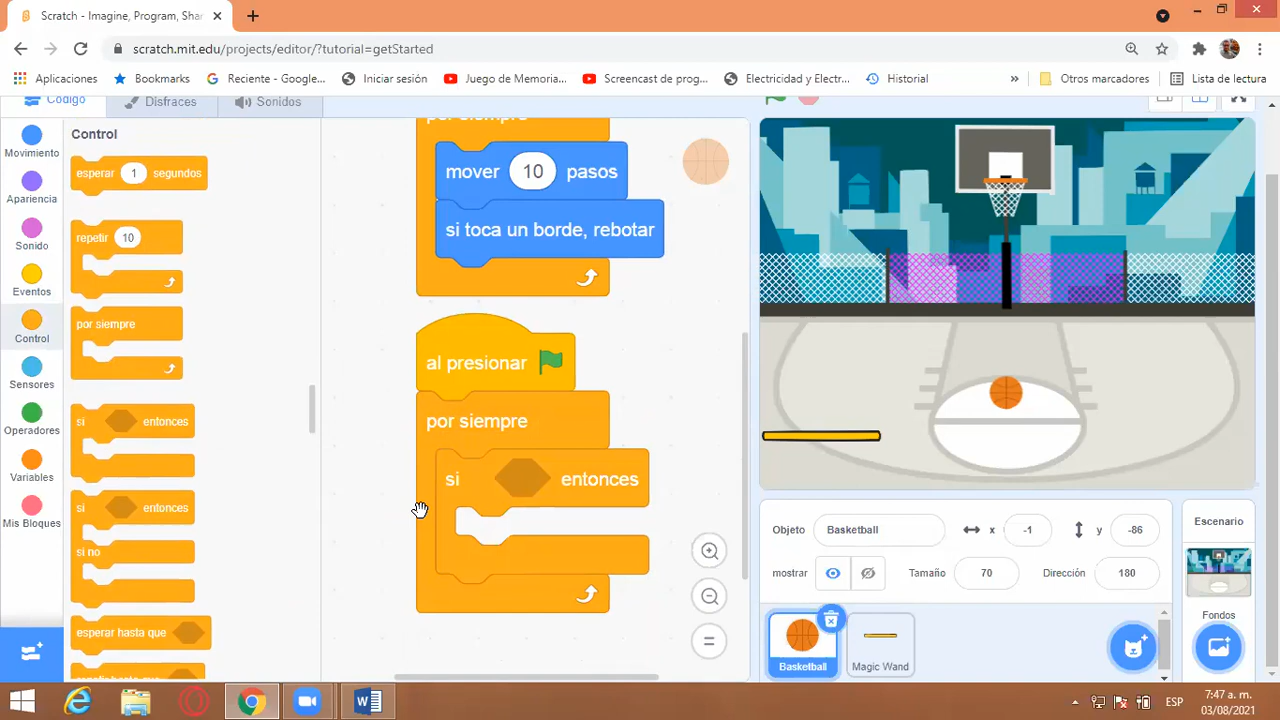 Scratch - Imagine, Program, Shar
scratch.mit.edu/projects/editor/?tutorial=getStarted
Aplicaciones
Bookmarks
Reciente - Google...
Iniciar sesión
Juego de Memoria...
Screencast de prog...
Electricidad y Electr...
Historial
»
Otros marcadores
Lista de lectura
Código
Disfraces
Sonidos
Movimiento
Apariencia
Sonido
Eventos
Control
Sensores
Operadores
Variables
Mis Bloques
Control
esperar 1 segundos
repetir 10
por siempre
si entonces
si entonces
si no
esperar hasta que
repetir hasta que
por siempre
mover 10 pasos
si toca un borde, rebotar
al presionar
por siempre
si entonces
Objeto Basketball x -1 y -86
mostrar Tamaño 70 Dirección 180
Basketball
Magic Wand
Escenario
Fondos
ESP
7:47 a. m.
03/08/2021